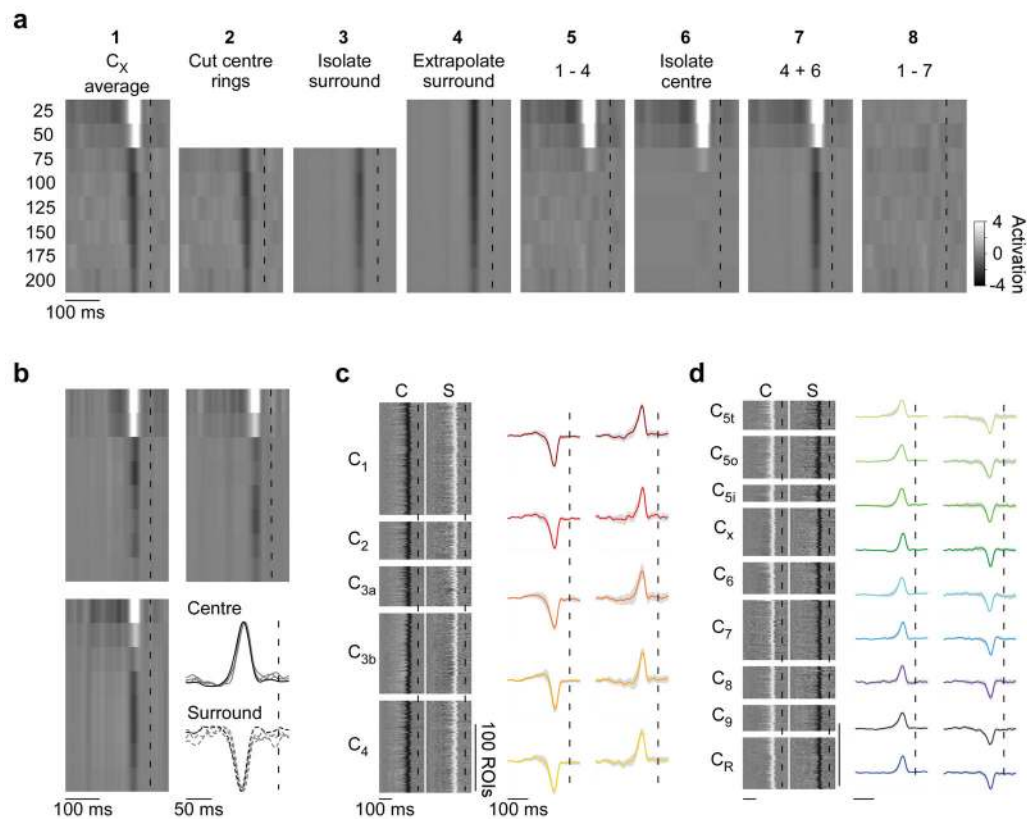 a
1 2 3 4 5 6 7 8
Cₓ average Cut centre rings Isolate surround Extrapolate surround 1 - 4 Isolate centre 4 + 6 1 - 7
25
50
75
100
125
150
175
200
4
-4
Activation
100 ms
b
Centre
Surround
100 ms 50 ms
c
C S
C₁
C₂
C₃ₐ
C₃b
C₄
100 ROIs
100 ms 100 ms
d
C S
C₅ₜ
C₅ₒ
C₅ᵢ
Cₓ
C₆
C₇
C₈
C₉
C_R